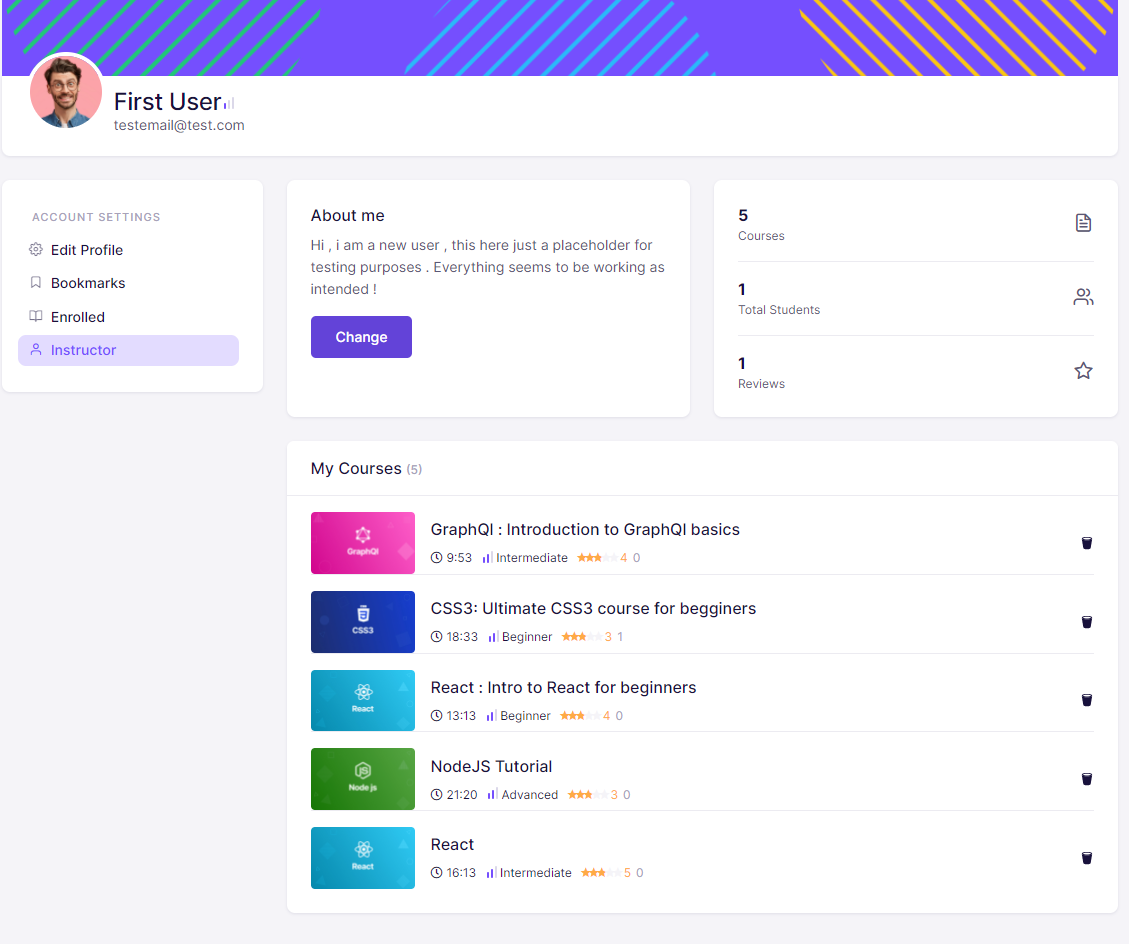 First User
testemail@test.com
ACCOUNT SETTINGS
Edit Profile
Bookmarks
Enrolled
Instructor
About me
Hi , i am a new user , this here just a placeholder for
testing purposes . Everything seems to be working as
intended !
Change
5
Courses
1
Total Students
1
Reviews
My Courses (5)
GraphQl
GraphQl : Introduction to GraphQl basics
9:53 Intermediate 4 0
CSS3
CSS3: Ultimate CSS3 course for begginers
18:33 Beginner 3 1
React
React : Intro to React for beginners
13:13 Beginner 4 0
JS
Node js
NodeJS Tutorial
21:20 Advanced 3 0
React
React
16:13 Intermediate 5 0